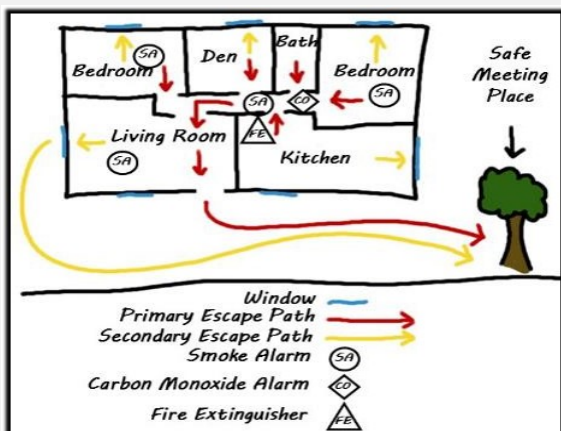 Bedroom
SA
Den
Bath
Bedroom
SA
SA
CO
FE
Living Room
SA
Kitchen
Safe
Meeting
Place
Window
Primary Escape Path
Secondary Escape Path
Smoke Alarm SA
Carbon Monoxide Alarm CO
Fire Extinguisher FE